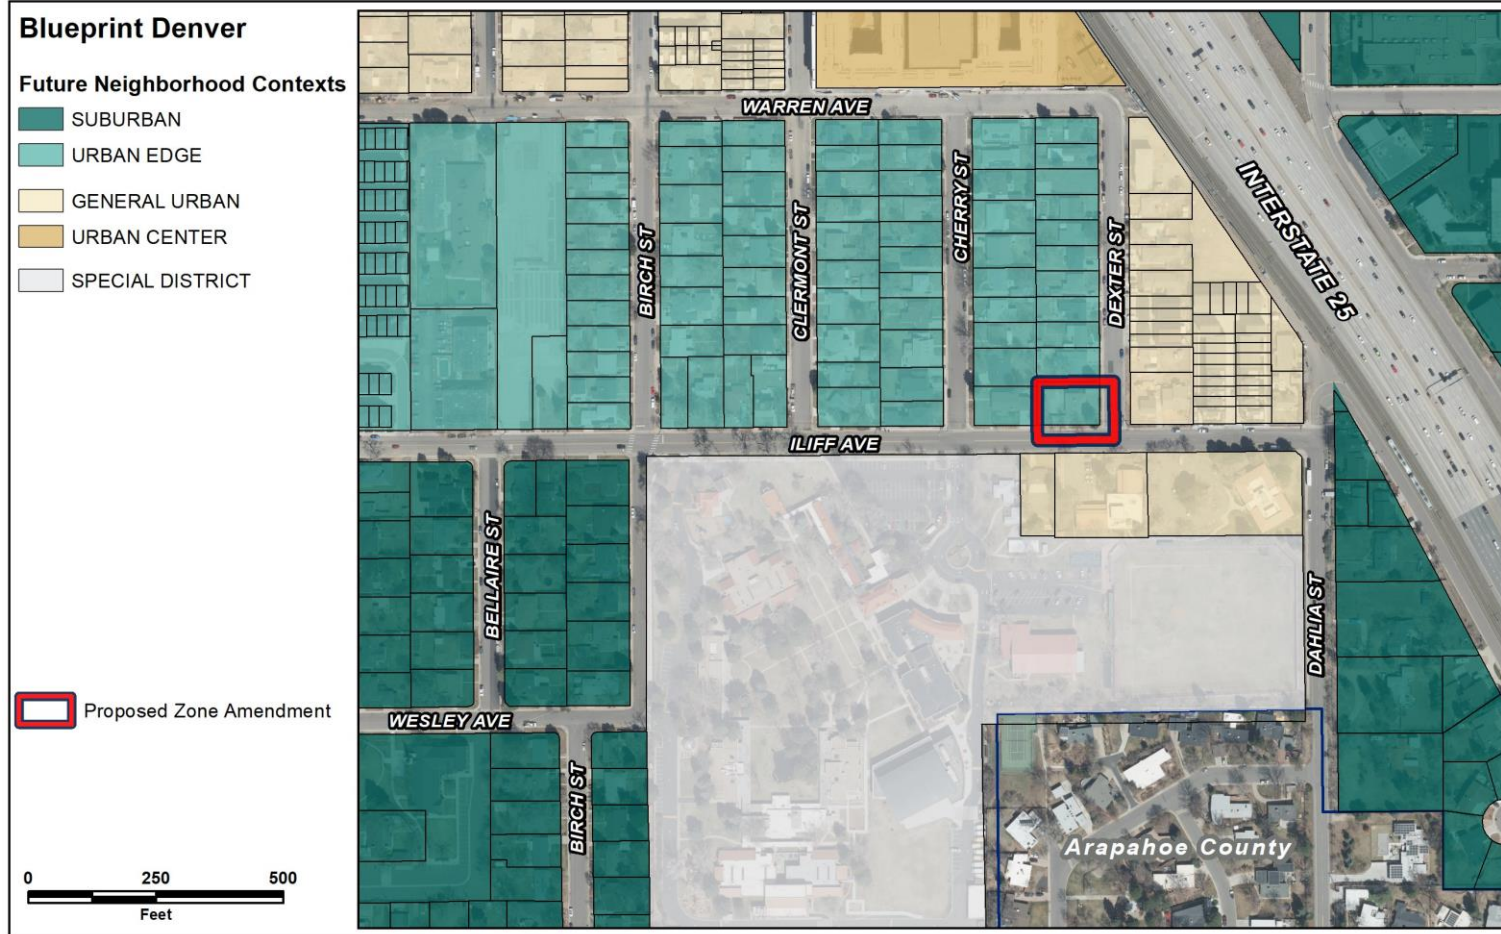 Blueprint Denver
Future Neighborhood Contexts
SUBURBAN
URBAN EDGE
GENERAL URBAN
URBAN CENTER
SPECIAL DISTRICT
Proposed Zone Amendment
0 250 500
Feet
WARREN AVE
BIRCH ST
CLERMONT ST
CHERRY ST
DEXTER ST
INTERSTATE 25
ILIFF AVE
BELLAIRE ST
DAHLIA ST
WESLEY AVE
BIRCH ST
Arapahoe County